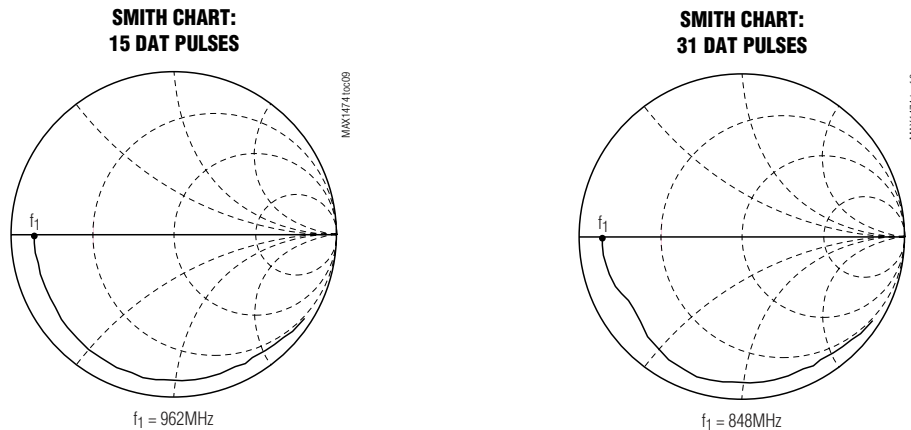 SMITH CHART:
15 DAT PULSES
MAX1474 toc09
f1
f1 = 962MHz
SMITH CHART:
31 DAT PULSES
f1
f1 = 848MHz